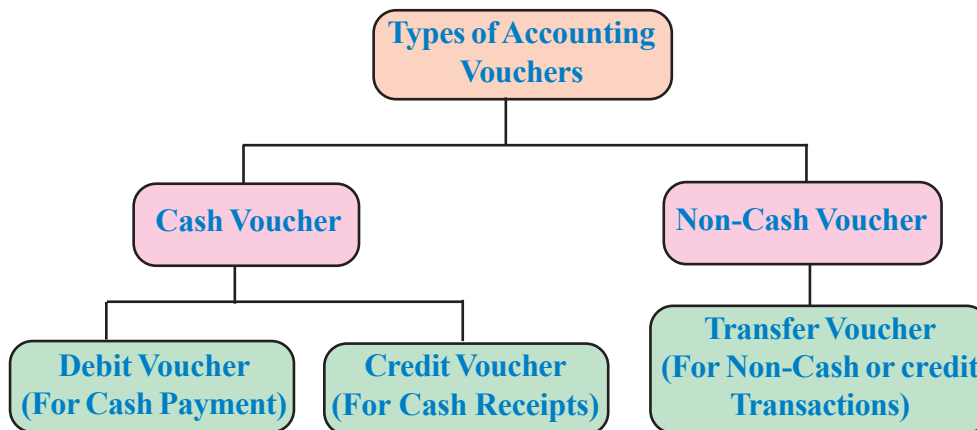 Types of Accounting
Vouchers
Cash Voucher
Non-Cash Voucher
Debit Voucher
(For Cash Payment)
Credit Voucher
(For Cash Receipts)
Transfer Voucher
(For Non-Cash or credit
Transactions)